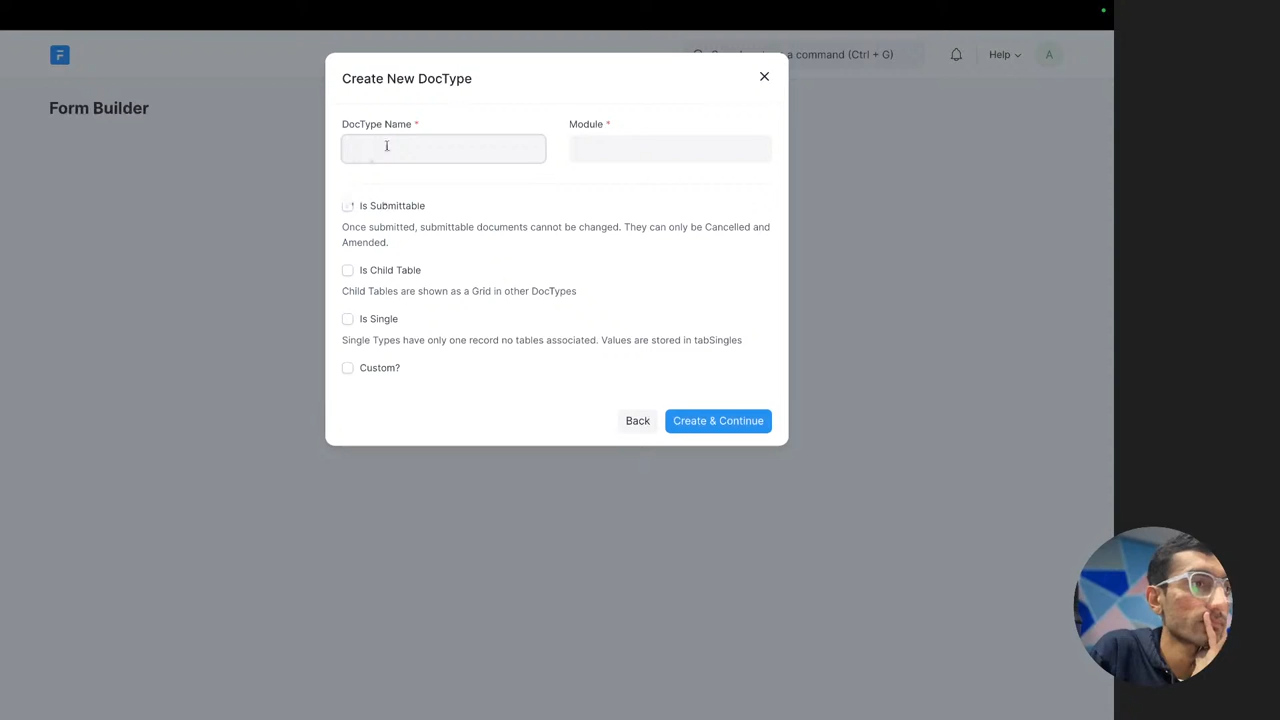 Create New DocType
a command (Ctrl + G)
Help
A
Form Builder
DocType Name *
Module *
Is Submittable
Once submitted, submittable documents cannot be changed. They can only be Cancelled and
Amended.
Is Child Table
Child Tables are shown as a Grid in other DocTypes
Is Single
Single Types have only one record no tables associated. Values are stored in tabSingles
Custom?
Back
Create & Continue